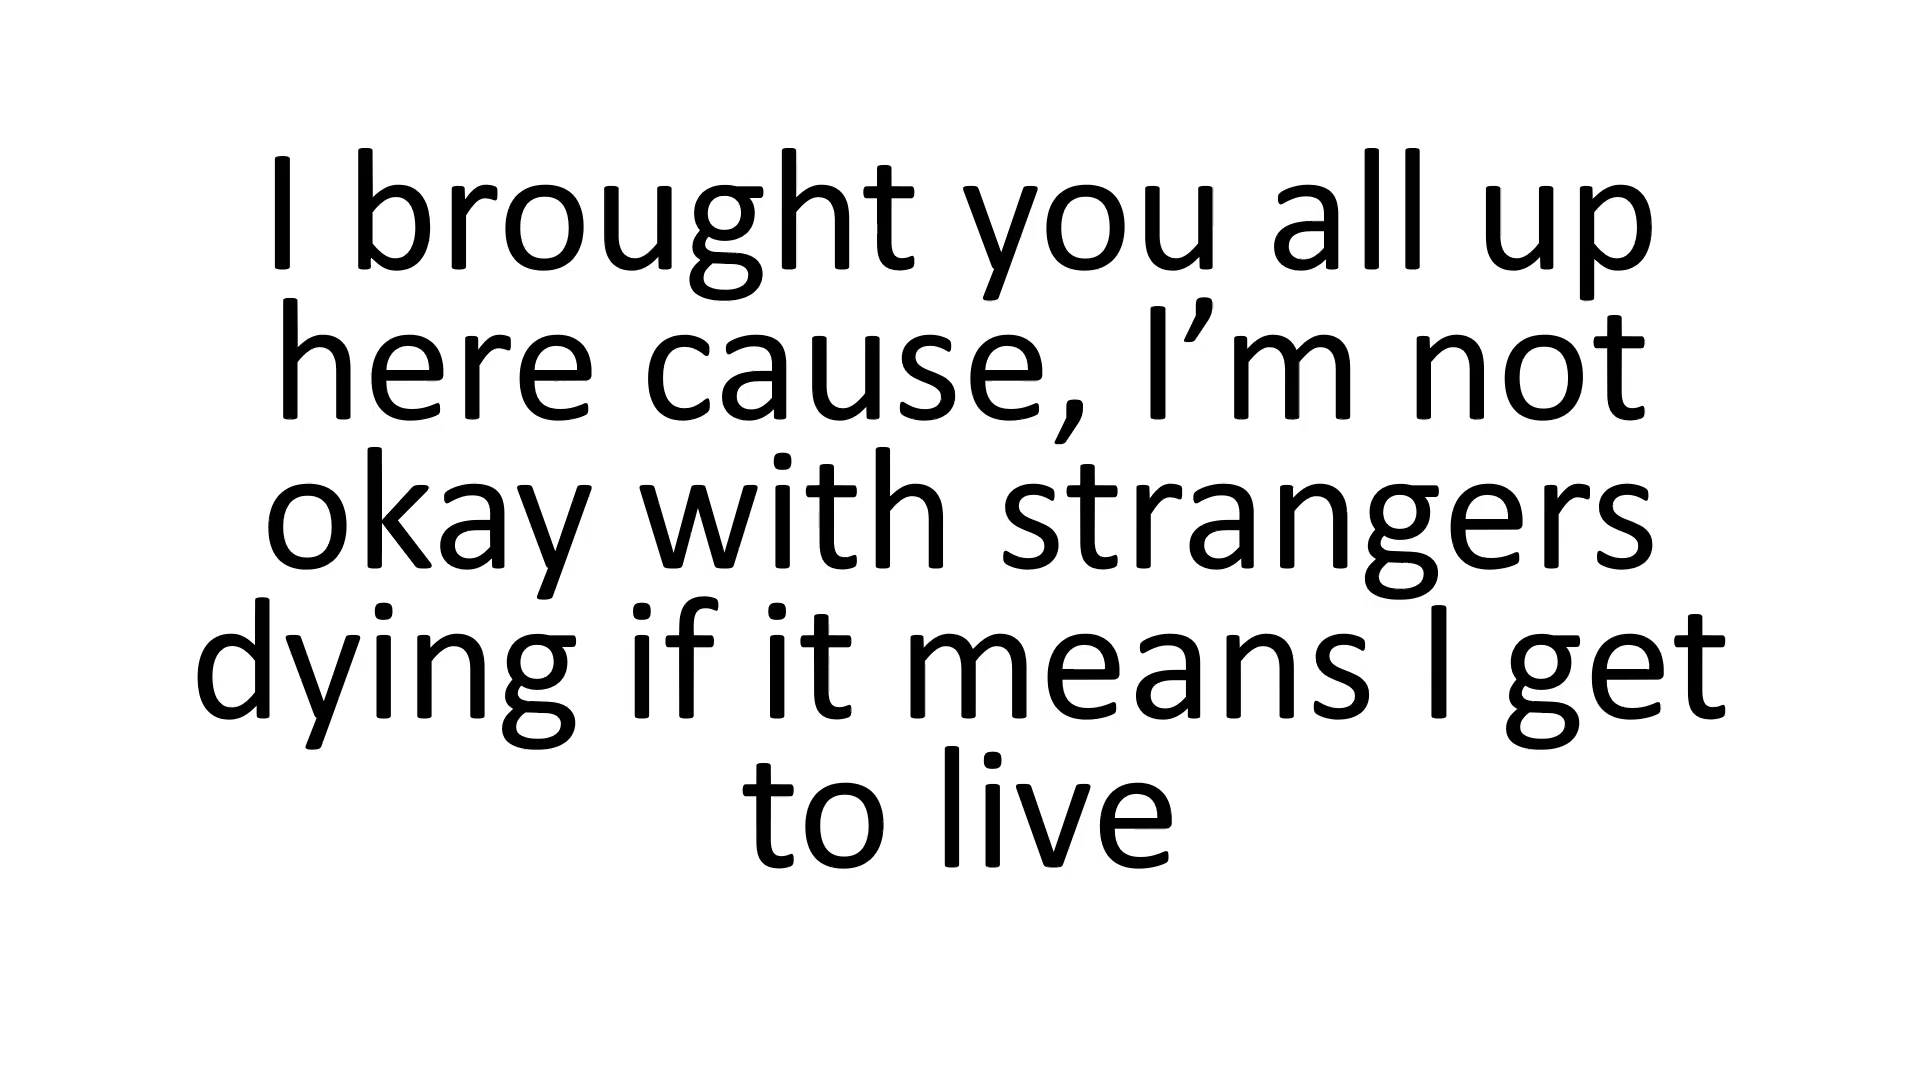 I brought you all up
here cause, I’m not
okay with strangers
dying if it means I get
to live